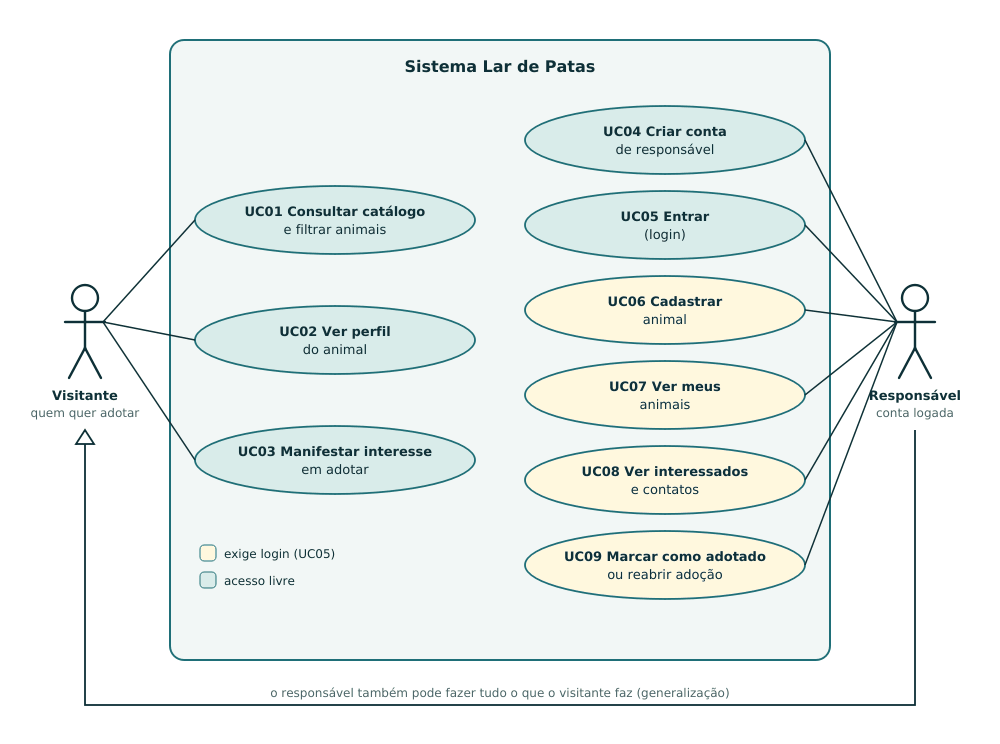 Sistema Lar de Patas
UC01 Consultar catálogo
e filtrar animais
UC02 Ver perfil
do animal
UC03 Manifestar interesse
em adotar
UC04 Criar conta
de responsável
UC05 Entrar
(login)
UC06 Cadastrar
animal
UC07 Ver meus
animais
UC08 Ver interessados
e contatos
UC09 Marcar como adotado
ou reabrir adoção
Visitante
quem quer adotar
Responsável
conta logada
exige login (UC05)
acesso livre
o responsável também pode fazer tudo o que o visitante faz (generalização)